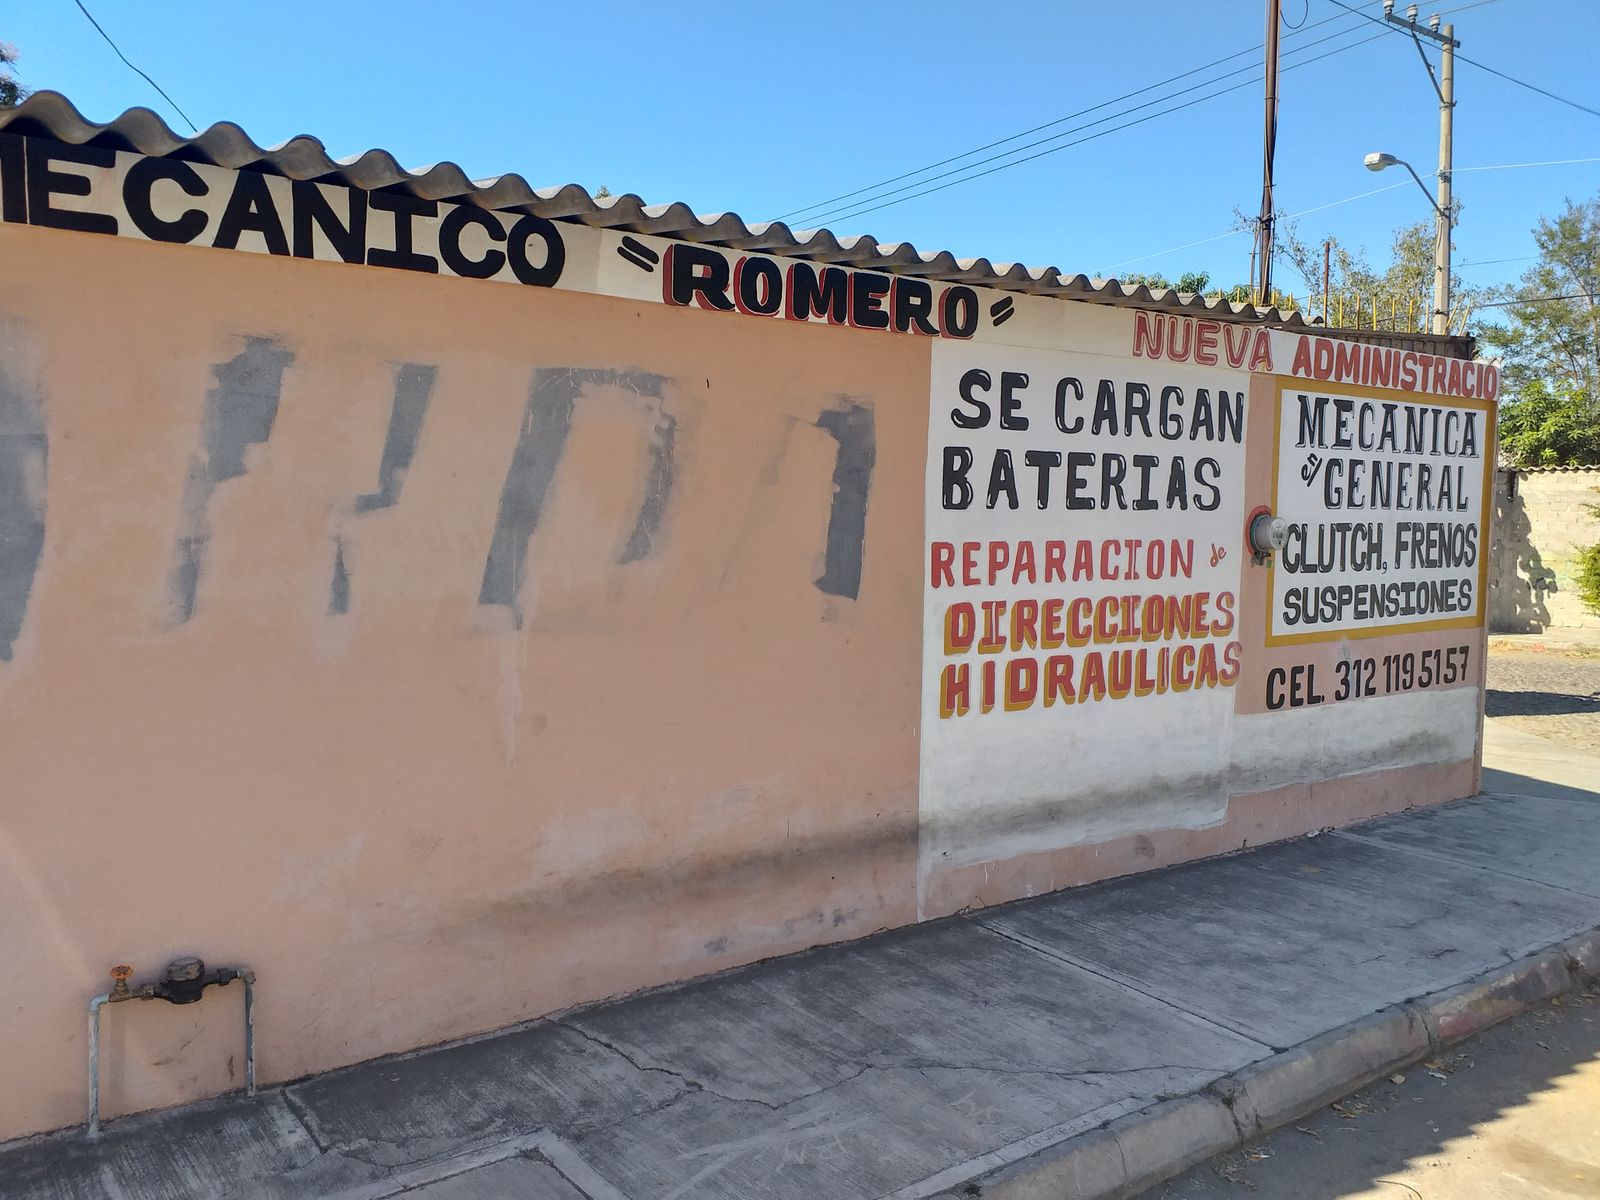 MECANICO "ROMERO"
NUEVA ADMINISTRACIO
SE CARGAN
BATERIAS
REPARACION de
DIRECCIONES
HIDRAULICAS
MECANICA
EN GENERAL
CLUTCH, FRENOS
SUSPENSIONES
CEL. 312 119 5157